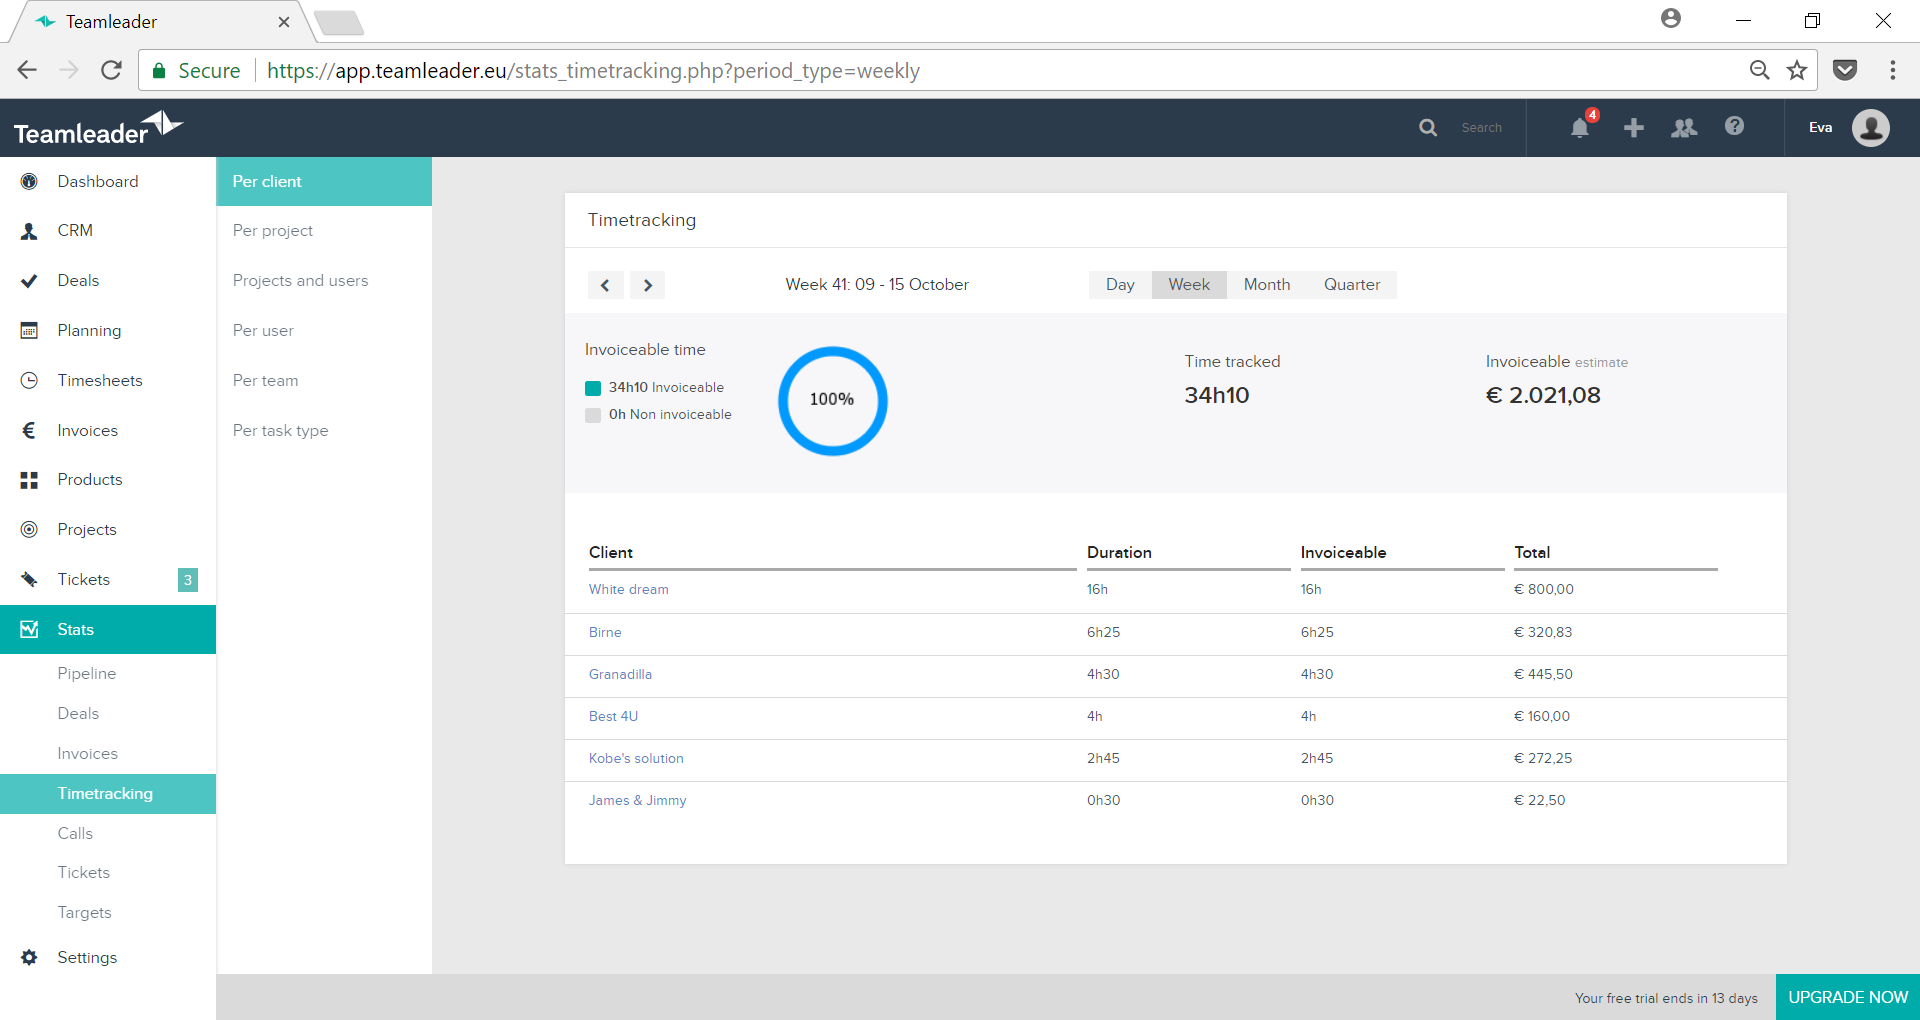 Teamleader
Secure https://app.teamleader.eu/stats_timetracking.php?period_type=weekly
Teamleader
Search
4
Eva
Dashboard
CRM
Deals
Planning
Timesheets
Invoices
Products
Projects
Tickets 3
Stats
Pipeline
Deals
Invoices
Timetracking
Calls
Tickets
Targets
Settings
Per client
Per project
Projects and users
Per user
Per team
Per task type
Timetracking
Week 41: 09 - 15 October
Day Week Month Quarter
Invoiceable time
34h10 Invoiceable
0h Non invoiceable
100%
Time tracked
34h10
Invoiceable estimate
€ 2.021,08
Client Duration Invoiceable Total
White dream 16h 16h € 800,00
Birne 6h25 6h25 € 320,83
Granadilla 4h30 4h30 € 445,50
Best 4U 4h 4h € 160,00
Kobe's solution 2h45 2h45 € 272,25
James & Jimmy 0h30 0h30 € 22,50
Your free trial ends in 13 days
UPGRADE NOW